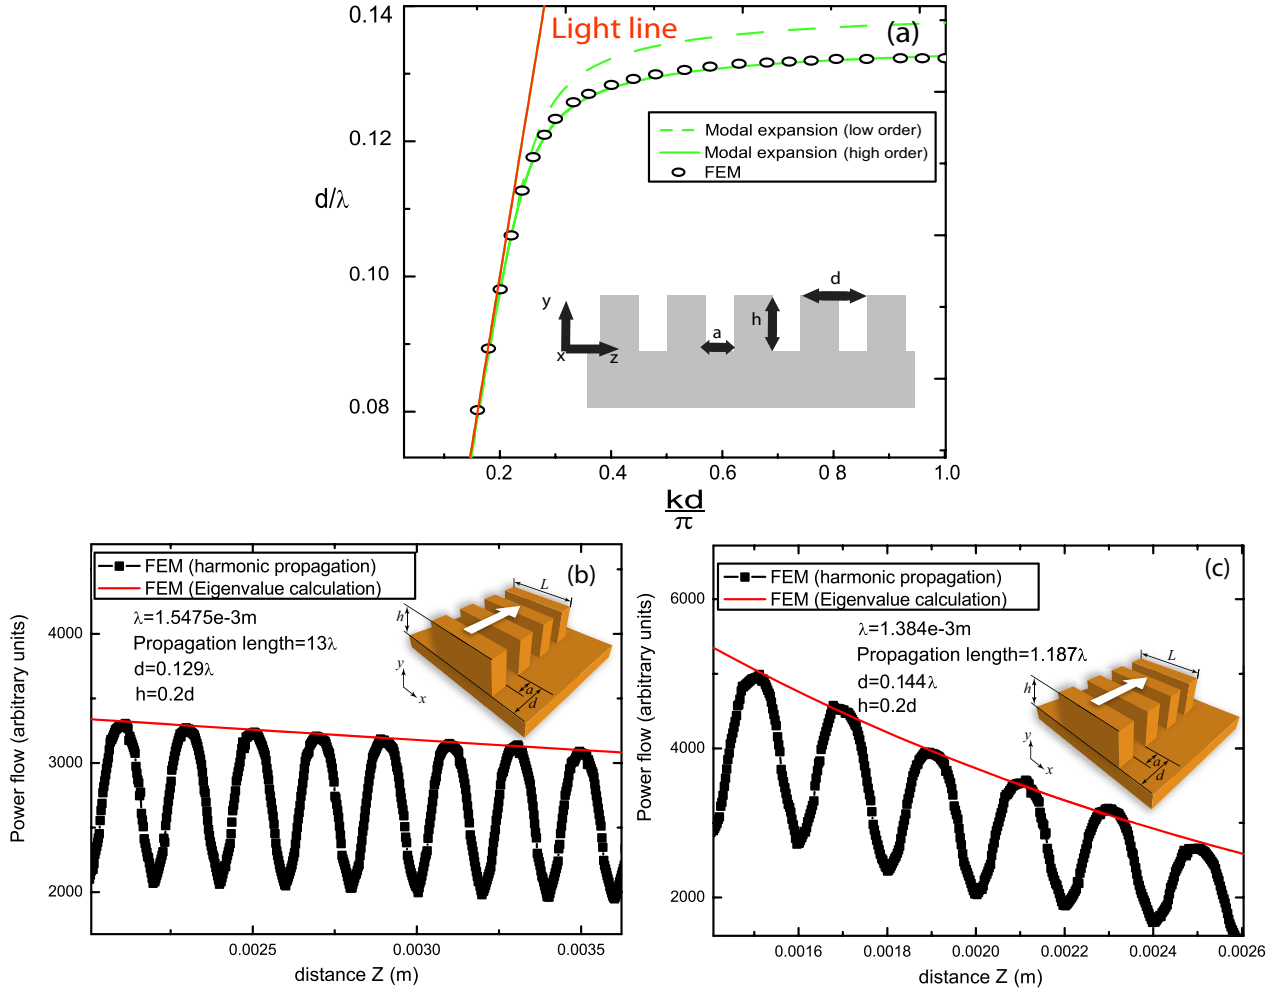 0.14
0.12
0.10
0.08
d/λ
Light line
(a)
Modal expansion (low order)
Modal expansion (high order)
FEM
y
x
z
a
h
d
0.2
0.4
0.6
0 8
1.0
kd
π
FEM (harmonic propagation)
FEM (Eigenvalue calculation)
(b)
λ=1.5475e-3m
Propagation length=13λ
d=0.129λ
h=0.2d
L
h
a
d
y
x
4000
3000
2000
Power flow (arbitrary units)
0.0025
0.0030
0.0035
distance Z (m)
FEM (harmonic propagation)
FEM (Eigenvalue calculation)
(c)
λ=1.384e-3m
Propagation length=1.187λ
d=0.144λ
h=0.2d
L
h
a
d
y
x
6000
4000
2000
Power flow (arbitrary units)
0.0016
0.0018
0.0020
0.0022
0.0024
0.0026
distance Z (m)